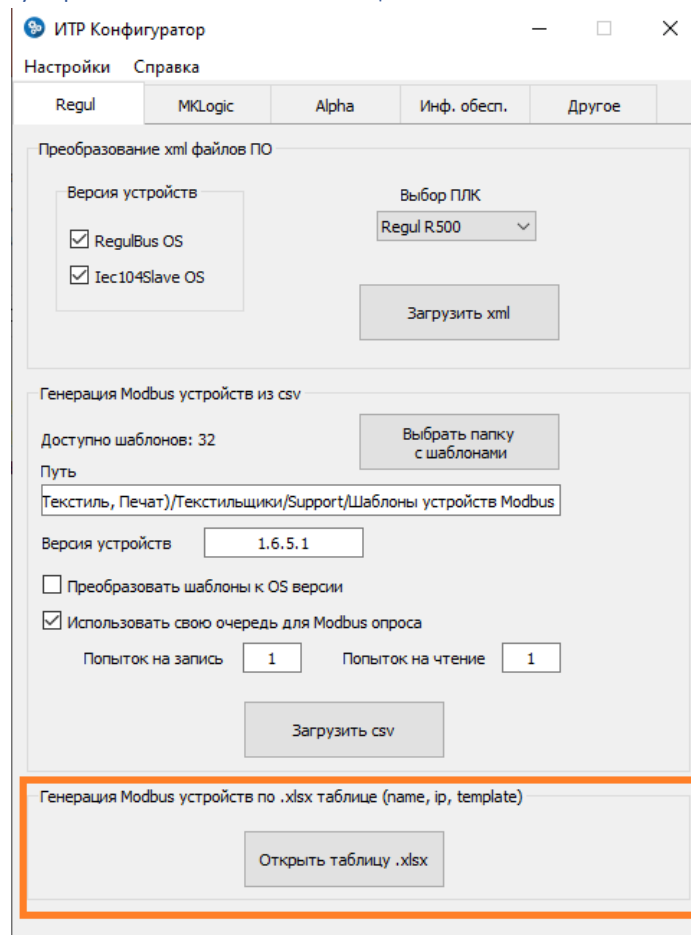 ИТР Конфигуратор
Настройки Справка
Regul MKLogic Alpha Инф. обесп. Другое
Преобразование xml файлов ПО
Версия устройств
Выбор ПЛК
Regul R500
RegulBus OS
Iec104Slave OS
Загрузить xml
Генерация Modbus устройств из csv
Доступно шаблонов: 32
Выбрать папку
с шаблонами
Путь
Текстиль, Печат)/Текстильщики/Support/Шаблоны устройств Modbus
Версия устройств 1.6.5.1
Преобразовать шаблоны к OS версии
Использовать свою очередь для Modbus опроса
Попыток на запись 1 Попыток на чтение 1
Загрузить csv
Генерация Modbus устройств по .xlsx таблице (name, ip, template)
Открыть таблицу .xlsx